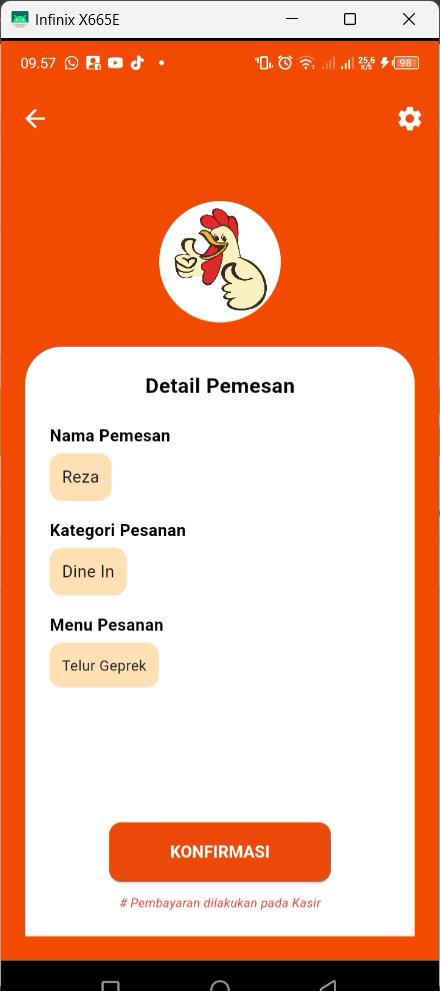 Infinix X665E
09.57
25,6
K/S
98
Detail Pemesan
Nama Pemesan
Reza
Kategori Pesanan
Dine In
Menu Pesanan
Telur Geprek
KONFIRMASI
# Pembayaran dilakukan pada Kasir